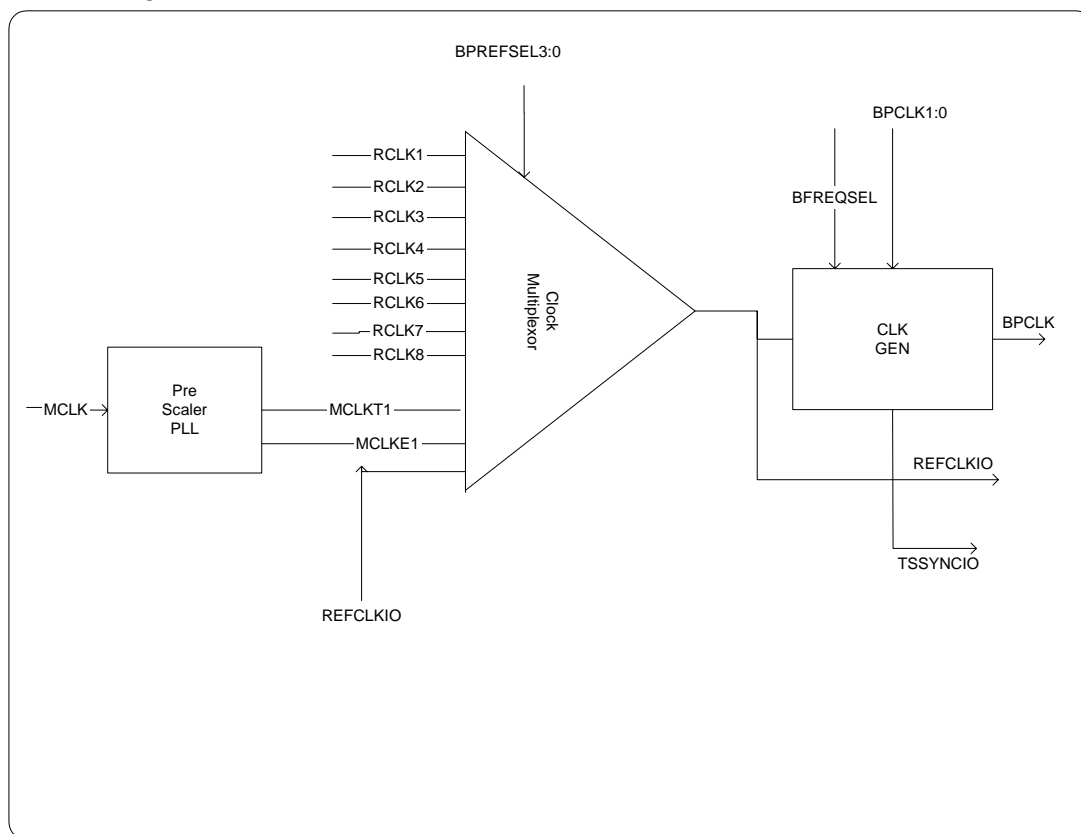 BPREFSEL3:0
BPCLK1:0
BFREQSEL
RCLK1
RCLK2
RCLK3
RCLK4
RCLK5
RCLK6
RCLK7
RCLK8
Clock
Multiplexor
CLK
GEN
BPCLK
MCLK
Pre
Scaler
PLL
MCLKT1
MCLKE1
REFCLKIO
TSSYNCIO
REFCLKIO